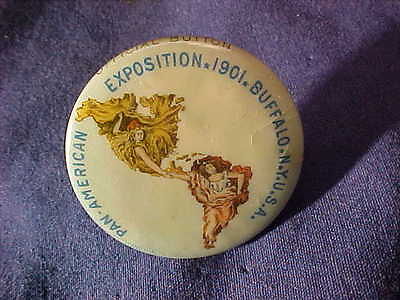 OFFICIAL BUTTON
PAN-AMERICAN EXPOSITION★1901★BUFFALO·N.Y.U.S.A.